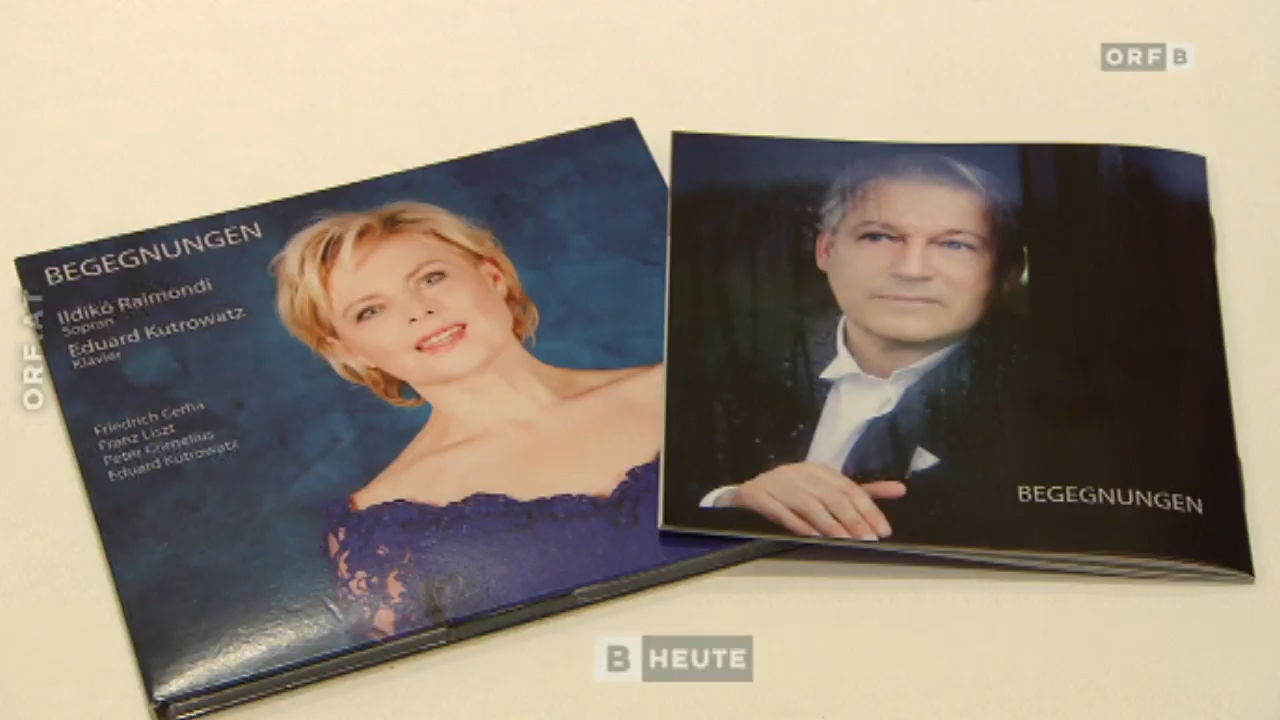 ORF B
BEGEGNUNGEN
Ildikó Raimondi
Sopran
Eduard Kutrowatz
Klavier
Friedrich Cerha
Franz Liszt
Peter Cornelius
Eduard Kutrowatz
BEGEGNUNGEN
ORF.AT
B HEUTE